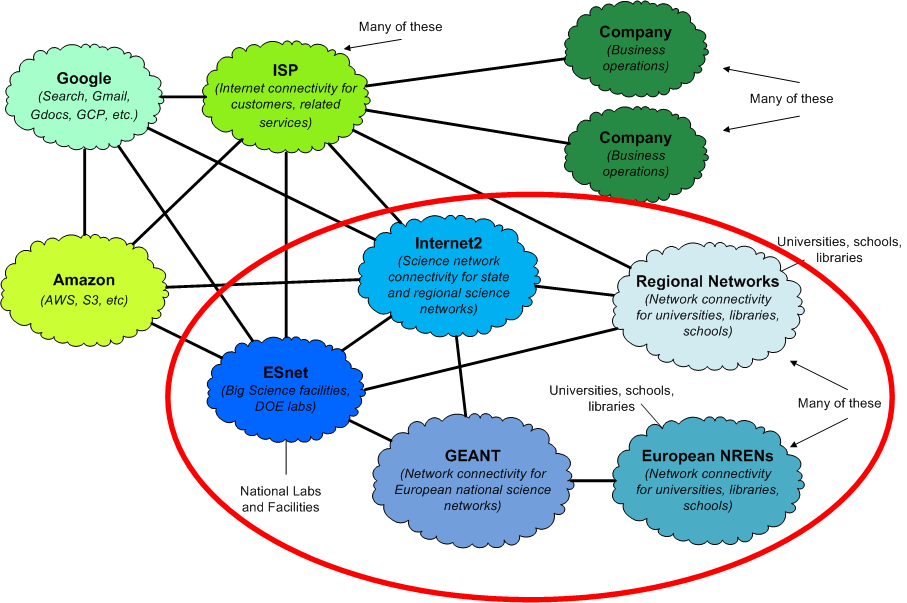 Many of these
Google
(Search, Gmail,
Gdocs, GCP, etc.)
ISP
(Internet connectivity for
customers, related
services)
Company
(Business
operations)
Many of these
Company
(Business
operations)
Amazon
(AWS, S3, etc)
Internet2
(Science network
connectivity for state
and regional science
networks)
Universities, schools,
libraries
Regional Networks
(Network connectivity
for universities, libraries,
schools)
ESnet
(Big Science facilities,
DOE labs)
Universities, schools,
libraries
Many of these
National Labs
and Facilities
GEANT
(Network connectivity for
European national science
networks)
European NRENs
(Network connectivity
for universities, libraries,
schools)